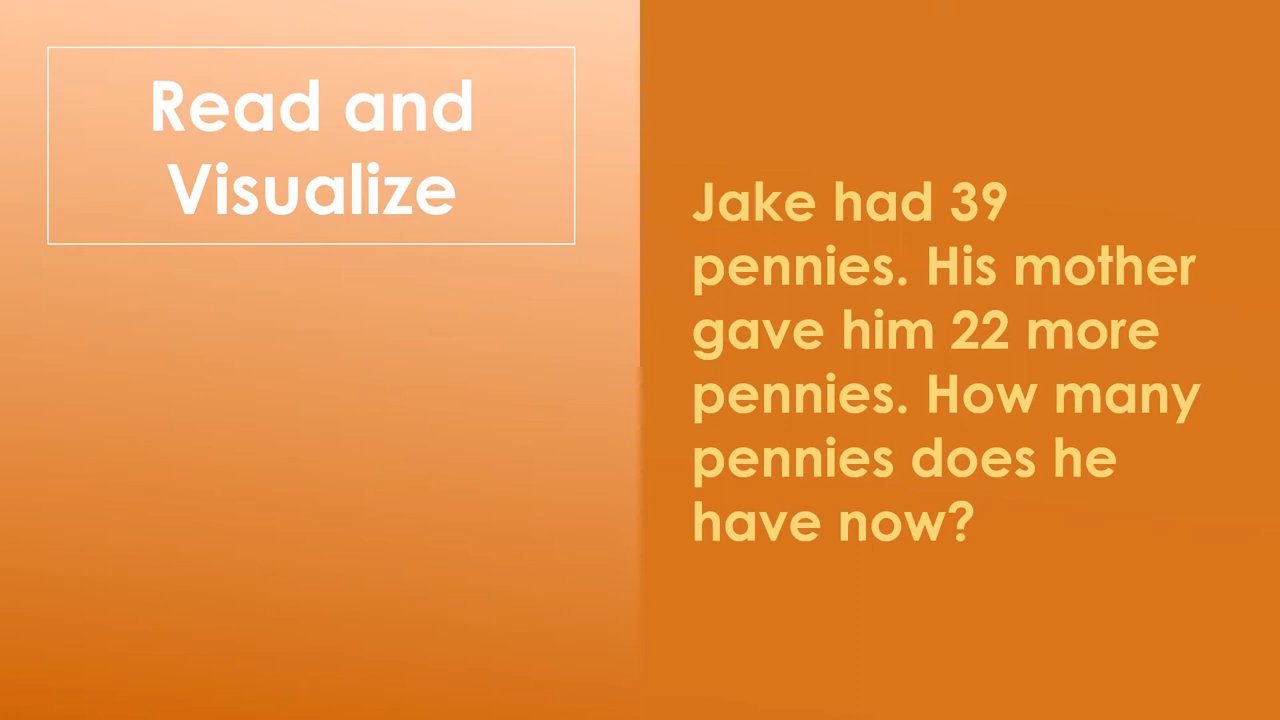 Read and
Visualize
Jake had 39
pennies. His mother
gave him 22 more
pennies. How many
pennies does he
have now?